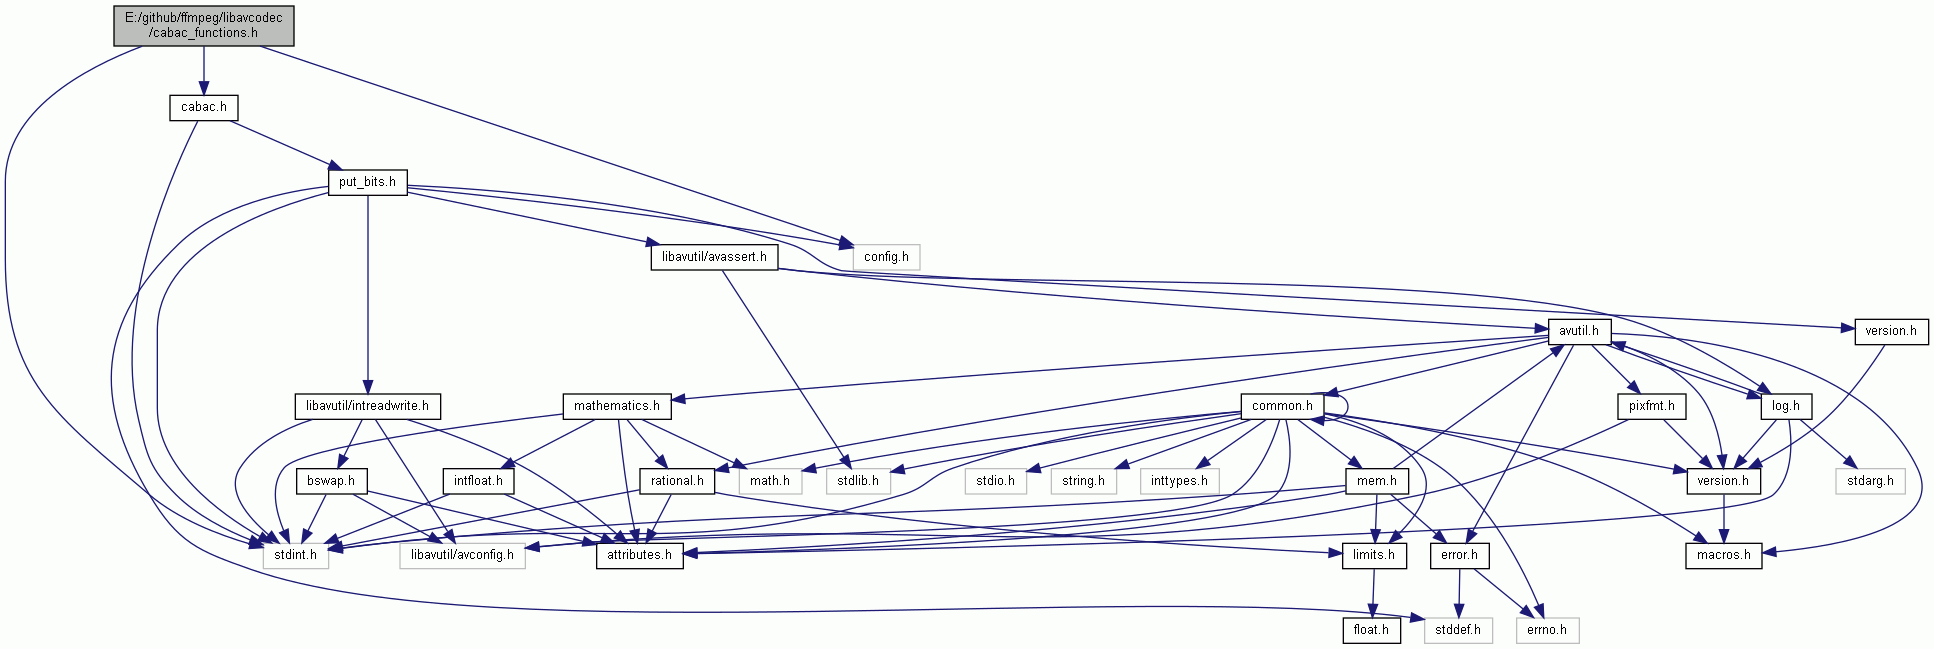 E:/github/ffmpeg/libavcodec
/cabac_functions.h
cabac.h
put_bits.h
libavutil/avassert.h
config.h
avutil.h
version.h
libavutil/intreadwrite.h
mathematics.h
common.h
pixfmt.h
log.h
bswap.h
intfloat.h
rational.h
math.h
stdlib.h
stdio.h
string.h
inttypes.h
mem.h
version.h
stdarg.h
stdint.h
libavutil/avconfig.h
attributes.h
limits.h
error.h
macros.h
float.h
stddef.h
errno.h